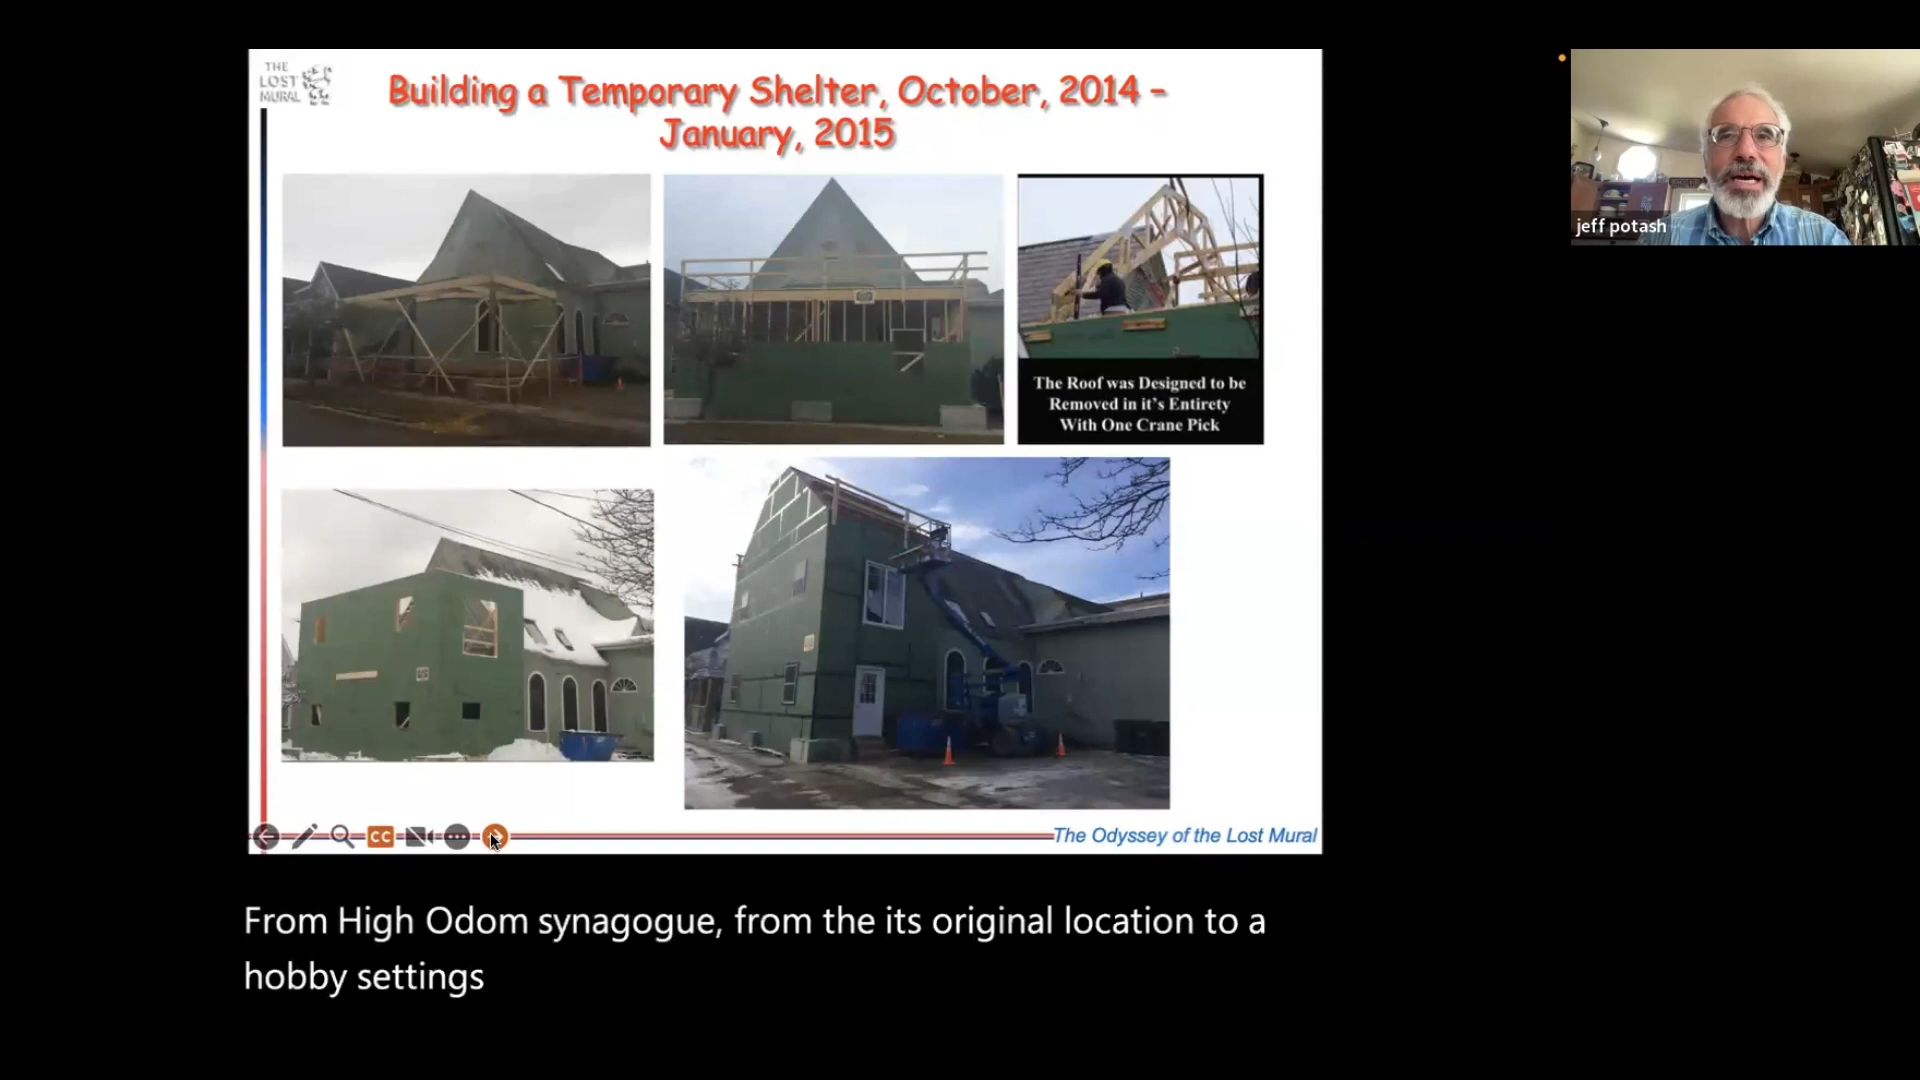 THE
LOST
MURAL
Building a Temporary Shelter, October, 2014 –
January, 2015
jeff potash
The Roof was Designed to be
Removed in it's Entirety
With One Crane Pick
CC
The Odyssey of the Lost Mural
From High Odom synagogue, from the its original location to a
hobby settings